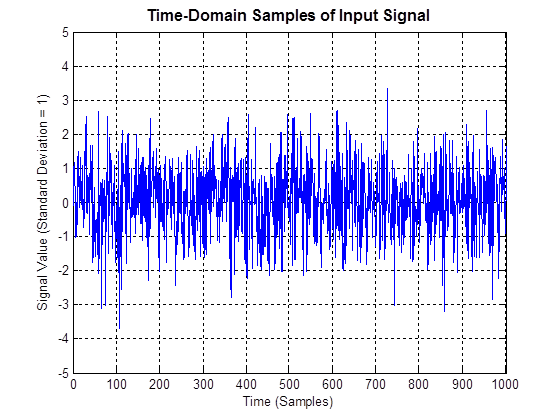 Time-Domain Samples of Input Signal
Signal Value (Standard Deviation = 1)
5
4
3
2
1
0
-1
-2
-3
-4
-5
0 100 200 300 400 500 600 700 800 900 1000
Time (Samples)